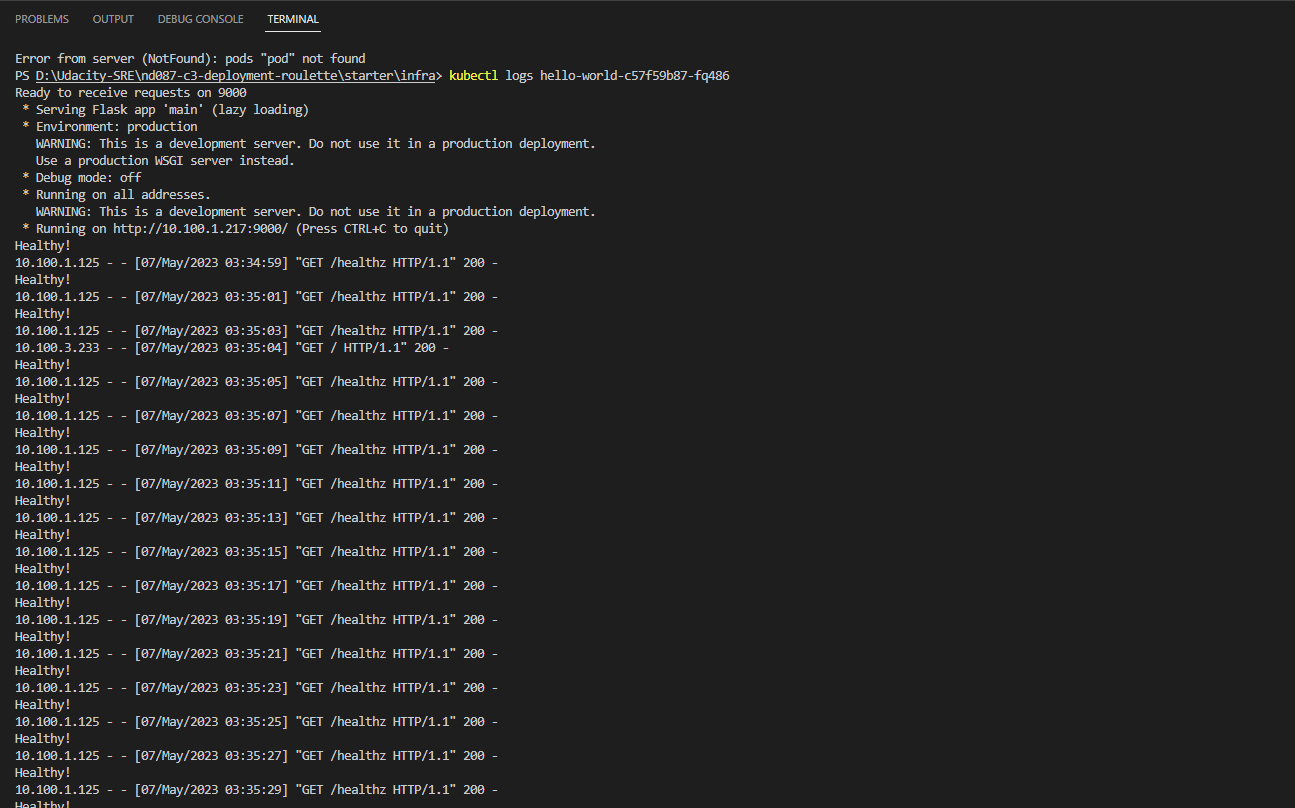 PROBLEMS OUTPUT DEBUG CONSOLE TERMINAL
Error from server (NotFound): pods "pod" not found
PS D:\Udacity-SRE\nd087-c3-deployment-roulette\starter\infra> kubectl logs hello-world-c57f59b87-fq486
Ready to receive requests on 9000
* Serving Flask app 'main' (lazy loading)
* Environment: production
WARNING: This is a development server. Do not use it in a production deployment.
Use a production WSGI server instead.
* Debug mode: off
* Running on all addresses.
WARNING: This is a development server. Do not use it in a production deployment.
* Running on http://10.100.1.217:9000/ (Press CTRL+C to quit)
Healthy!
10.100.1.125 - - [07/May/2023 03:34:59] "GET /healthz HTTP/1.1" 200 -
Healthy!
10.100.1.125 - - [07/May/2023 03:35:01] "GET /healthz HTTP/1.1" 200 -
Healthy!
10.100.1.125 - - [07/May/2023 03:35:03] "GET /healthz HTTP/1.1" 200 -
10.100.3.233 - - [07/May/2023 03:35:04] "GET / HTTP/1.1" 200 -
Healthy!
10.100.1.125 - - [07/May/2023 03:35:05] "GET /healthz HTTP/1.1" 200 -
Healthy!
10.100.1.125 - - [07/May/2023 03:35:07] "GET /healthz HTTP/1.1" 200 -
Healthy!
10.100.1.125 - - [07/May/2023 03:35:09] "GET /healthz HTTP/1.1" 200 -
Healthy!
10.100.1.125 - - [07/May/2023 03:35:11] "GET /healthz HTTP/1.1" 200 -
Healthy!
10.100.1.125 - - [07/May/2023 03:35:13] "GET /healthz HTTP/1.1" 200 -
Healthy!
10.100.1.125 - - [07/May/2023 03:35:15] "GET /healthz HTTP/1.1" 200 -
Healthy!
10.100.1.125 - - [07/May/2023 03:35:17] "GET /healthz HTTP/1.1" 200 -
Healthy!
10.100.1.125 - - [07/May/2023 03:35:19] "GET /healthz HTTP/1.1" 200 -
Healthy!
10.100.1.125 - - [07/May/2023 03:35:21] "GET /healthz HTTP/1.1" 200 -
Healthy!
10.100.1.125 - - [07/May/2023 03:35:23] "GET /healthz HTTP/1.1" 200 -
Healthy!
10.100.1.125 - - [07/May/2023 03:35:25] "GET /healthz HTTP/1.1" 200 -
Healthy!
10.100.1.125 - - [07/May/2023 03:35:27] "GET /healthz HTTP/1.1" 200 -
Healthy!
10.100.1.125 - - [07/May/2023 03:35:29] "GET /healthz HTTP/1.1" 200 -
Healthy!